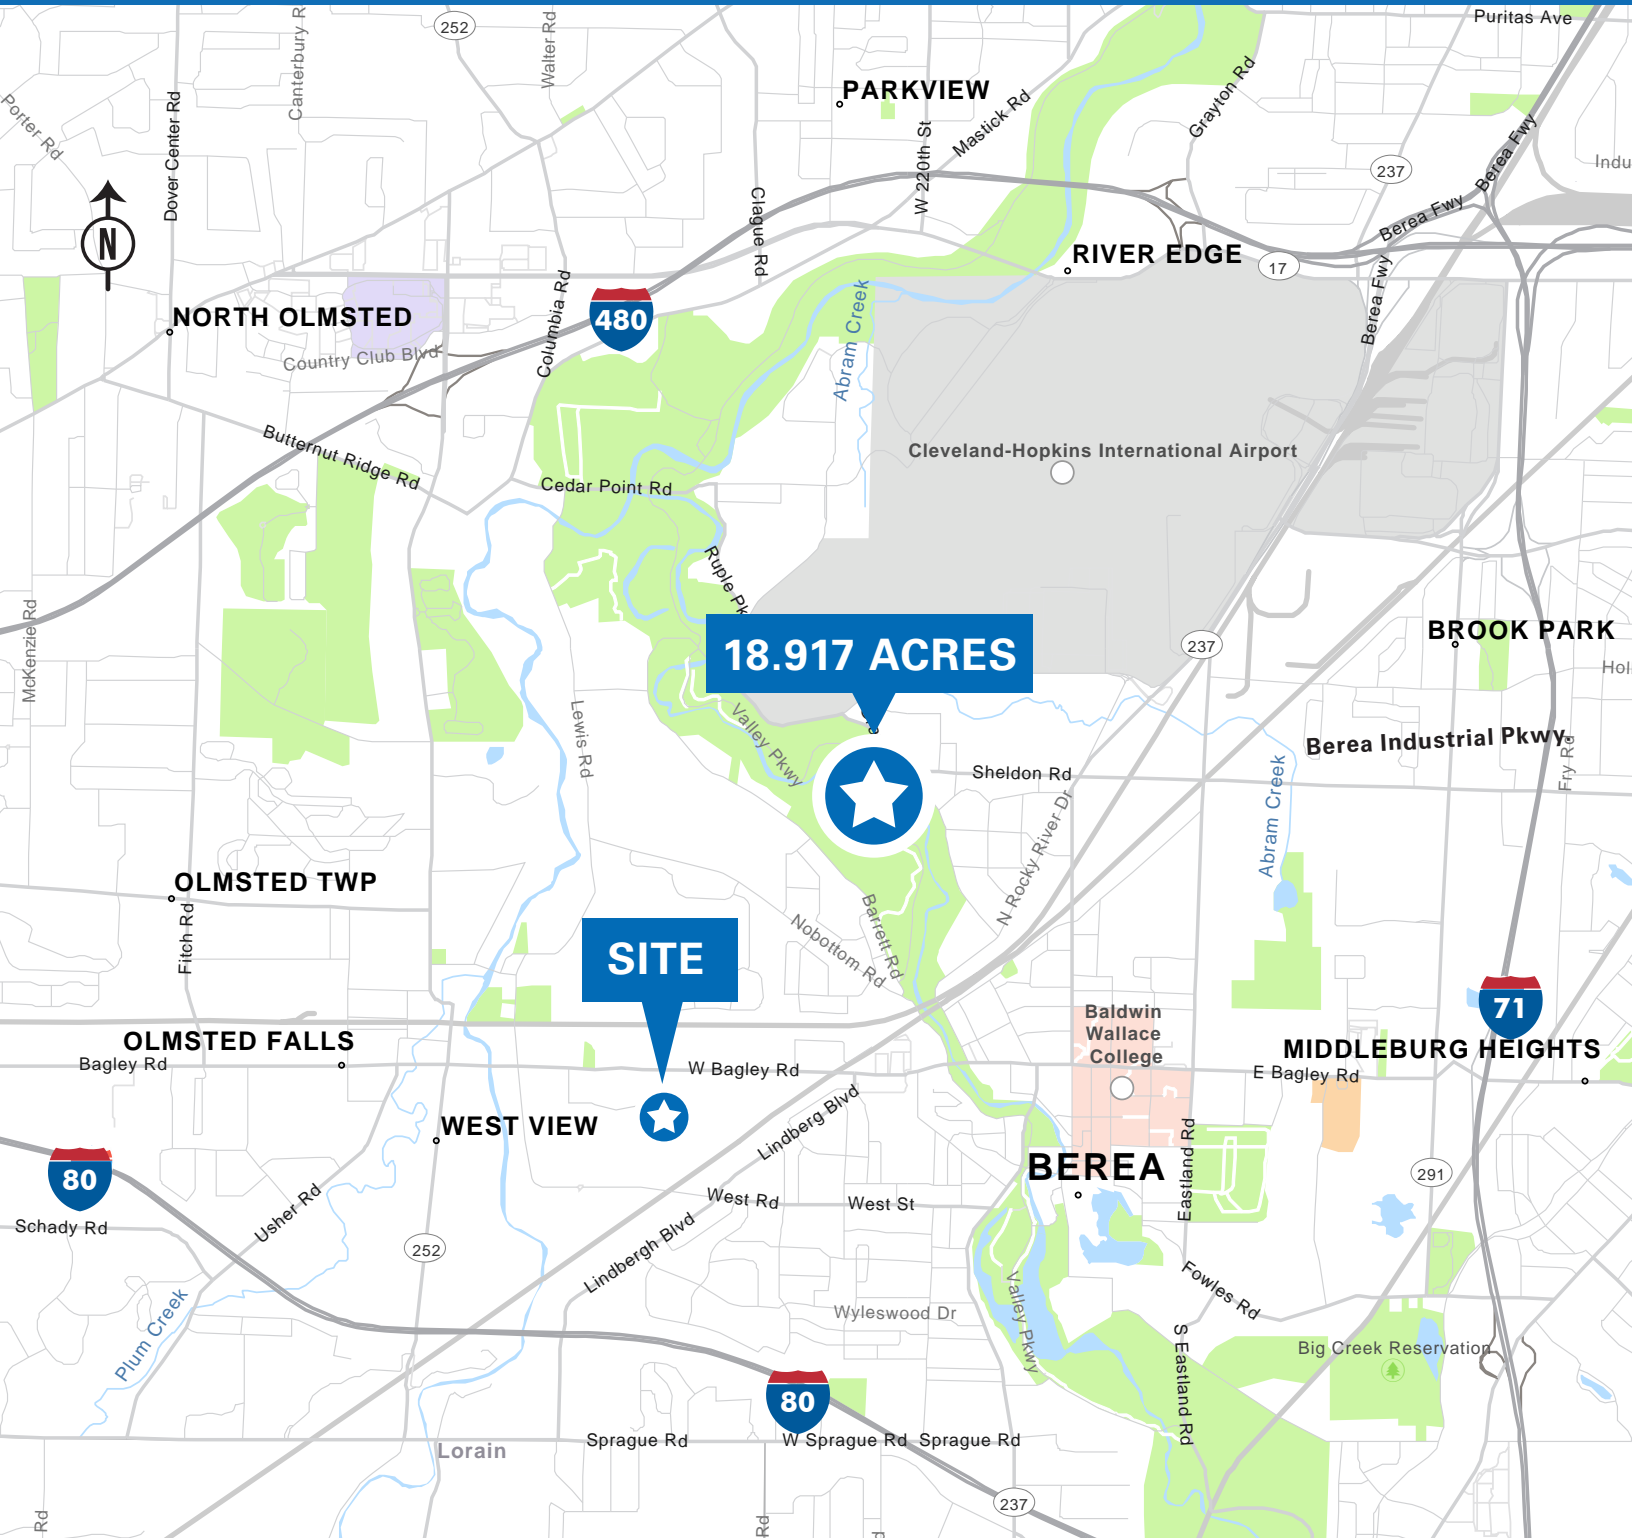 Puritas Ave
252
Canterbury R
Walter Rd
PARKVIEW
Porter Rd
Dover Center Rd
W 220th St
Mastick Rd
Grayton Rd
237
Berea Fwy
Indu
N
Clague Rd
Berea Fwy
RIVER EDGE
17
Berea Fwy
NORTH OLMSTED
480
Columbia Rd
Abram Creek
Country Club Blvd
Butternut Ridge Rd
Cleveland-Hopkins International Airport
Cedar Point Rd
Ruple Pk
McKenzie Rd
18.917 ACRES
237
BROOK PARK
Hol
Lewis Rd
Valley Pkwy
Berea Industrial Pkwy.
Fry Rd
Sheldon Rd
Abram Creek
N Rocky River Dr
OLMSTED TWP
Fitch Rd
Nobottom Rd
Barrett Rd
SITE
71
Baldwin
Wallace
College
OLMSTED FALLS
MIDDLEBURG HEIGHTS
Bagley Rd
W Bagley Rd
E Bagley Rd
WEST VIEW
Lindberg Blvd
BEREA
Eastland Rd
291
80
Schady Rd
Usher Rd
West Rd
West St
252
Lindbergh Blvd
Fowles Rd
Plum Creek
Wyleswood Dr
Valley Pkwy
S Eastland Rd
Big Creek Reservation
80
Lorain
Sprague Rd
W Sprague Rd
Sprague Rd
237
Rd
Rd